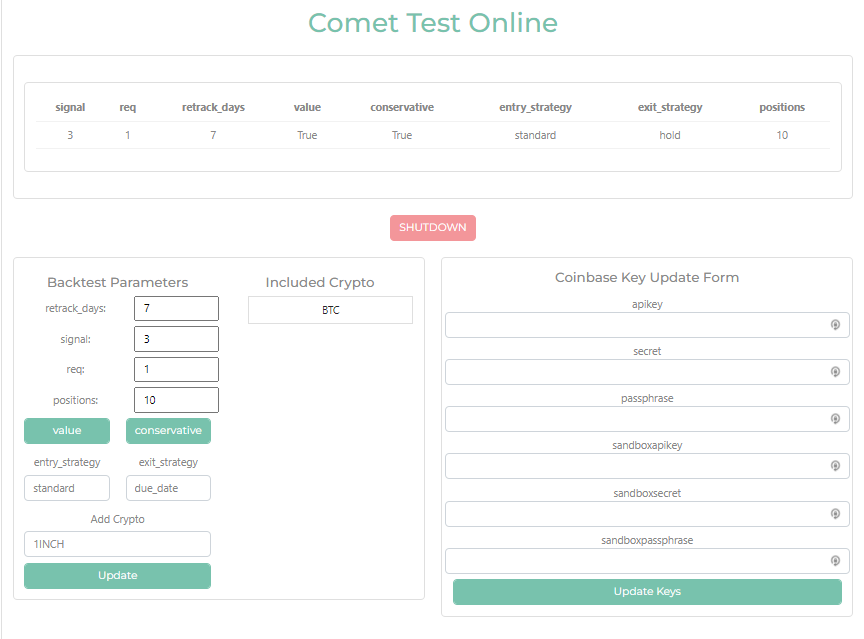 Comet Test Online
signal req retrack_days value conservative entry_strategy exit_strategy positions
3 1 7 True True standard hold 10
SHUTDOWN
Backtest Parameters
retrack_days: 7
signal: 3
req: 1
positions: 10
value conservative
entry_strategy exit_strategy
standard due_date
Add Crypto
1INCH
Update
Included Crypto
BTC
Coinbase Key Update Form
apikey
secret
passphrase
sandboxapikey
sandboxsecret
sandboxpassphrase
Update Keys